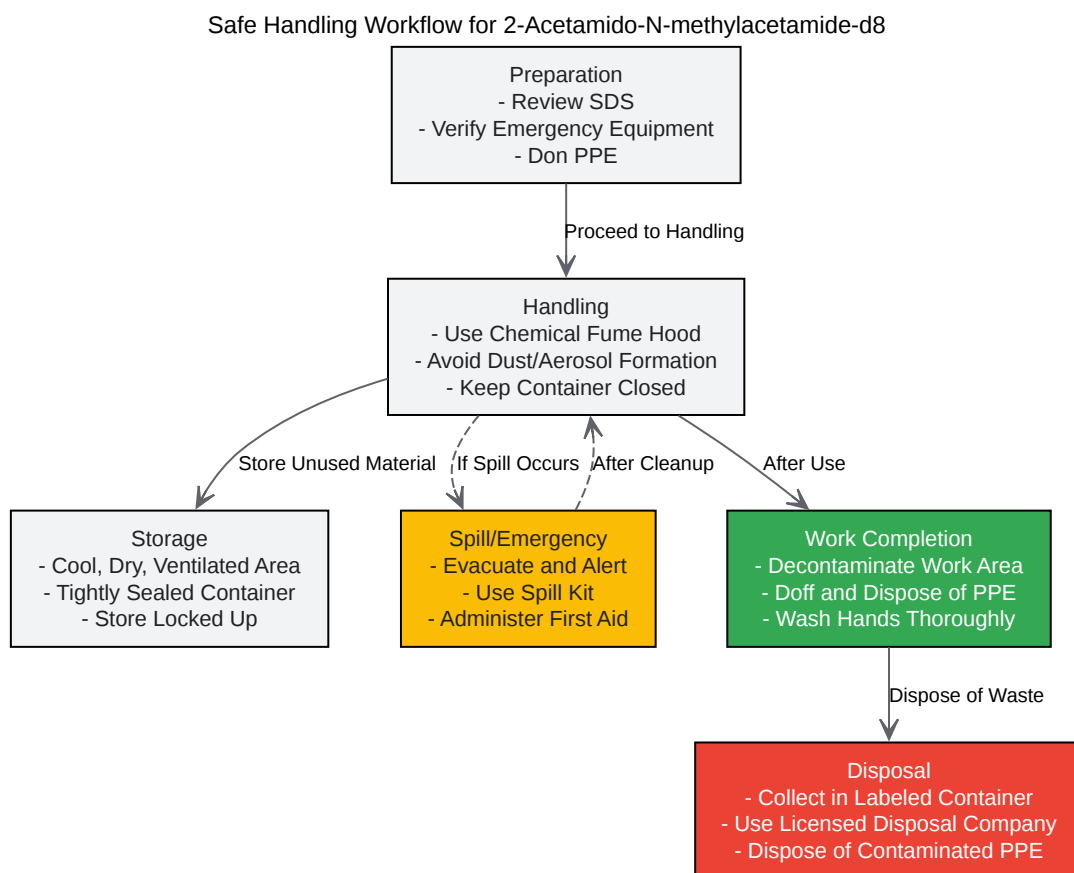 Safe Handling Workflow for 2-Acetamido-N-methylacetamide-d8
Preparation
- Review SDS
- Verify Emergency Equipment
- Don PPE
Proceed to Handling
Handling
- Use Chemical Fume Hood
- Avoid Dust/Aerosol Formation
- Keep Container Closed
Store Unused Material
If Spill Occurs
After Cleanup
After Use
Storage
- Cool, Dry, Ventilated Area
- Tightly Sealed Container
- Store Locked Up
Spill/Emergency
- Evacuate and Alert
- Use Spill Kit
- Administer First Aid
Work Completion
- Decontaminate Work Area
- Doff and Dispose of PPE
- Wash Hands Thoroughly
Dispose of Waste
Disposal
- Collect in Labeled Container
- Use Licensed Disposal Company
- Dispose of Contaminated PPE